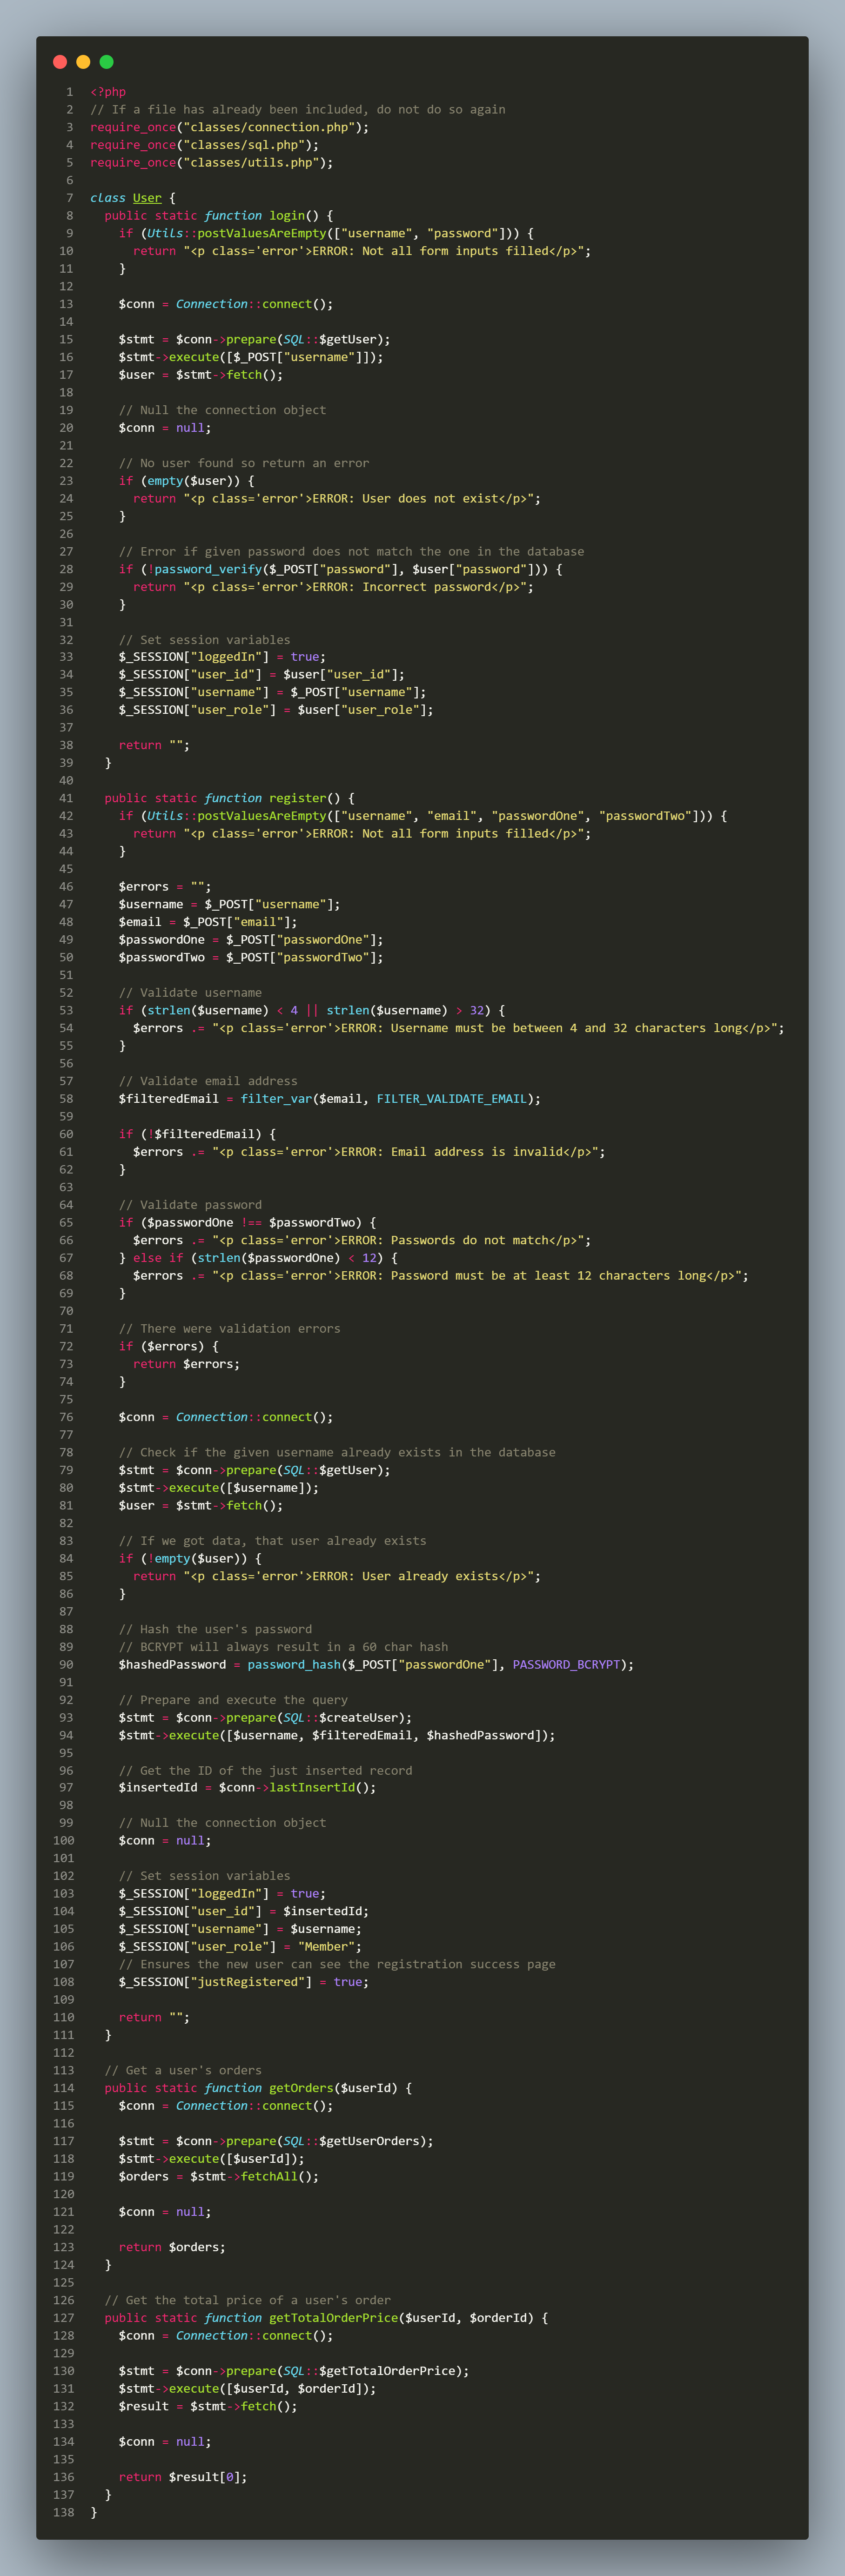 1 <?php
2 // If a file has already been included, do not do so again
3 require_once("classes/connection.php");
4 require_once("classes/sql.php");
5 require_once("classes/utils.php");
6
7 class User {
8   public static function login() {
9     if (Utils::postValuesAreEmpty(["username", "password"])) {
10       return "<p class='error'>ERROR: Not all form inputs filled</p>";
11     }
12
13     $conn = Connection::connect();
14
15     $stmt = $conn->prepare(SQL::$getUser);
16     $stmt->execute([$_POST["username"]]);
17     $user = $stmt->fetch();
18
19     // Null the connection object
20     $conn = null;
21
22     // No user found so return an error
23     if (empty($user)) {
24       return "<p class='error'>ERROR: User does not exist</p>";
25     }
26
27     // Error if given password does not match the one in the database
28     if (!password_verify($_POST["password"], $user["password"])) {
29       return "<p class='error'>ERROR: Incorrect password</p>";
30     }
31
32     // Set session variables
33     $_SESSION["loggedIn"] = true;
34     $_SESSION["user_id"] = $user["user_id"];
35     $_SESSION["username"] = $_POST["username"];
36     $_SESSION["user_role"] = $user["user_role"];
37
38     return "";
39   }
40
41   public static function register() {
42     if (Utils::postValuesAreEmpty(["username", "email", "passwordOne", "passwordTwo"])) {
43       return "<p class='error'>ERROR: Not all form inputs filled</p>";
44     }
45
46     $errors = "";
47     $username = $_POST["username"];
48     $email = $_POST["email"];
49     $passwordOne = $_POST["passwordOne"];
50     $passwordTwo = $_POST["passwordTwo"];
51
52     // Validate username
53     if (strlen($username) < 4 || strlen($username) > 32) {
54       $errors .= "<p class='error'>ERROR: Username must be between 4 and 32 characters long</p>";
55     }
56
57     // Validate email address
58     $filteredEmail = filter_var($email, FILTER_VALIDATE_EMAIL);
59
60     if (!$filteredEmail) {
61       $errors .= "<p class='error'>ERROR: Email address is invalid</p>";
62     }
63
64     // Validate password
65     if ($passwordOne !== $passwordTwo) {
66       $errors .= "<p class='error'>ERROR: Passwords do not match</p>";
67     } else if (strlen($passwordOne) < 12) {
68       $errors .= "<p class='error'>ERROR: Password must be at least 12 characters long</p>";
69     }
70
71     // There were validation errors
72     if ($errors) {
73       return $errors;
74     }
75
76     $conn = Connection::connect();
77
78     // Check if the given username already exists in the database
79     $stmt = $conn->prepare(SQL::$getUser);
80     $stmt->execute([$username]);
81     $user = $stmt->fetch();
82
83     // If we got data, that user already exists
84     if (!empty($user)) {
85       return "<p class='error'>ERROR: User already exists</p>";
86     }
87
88     // Hash the user's password
89     // BCRYPT will always result in a 60 char hash
90     $hashedPassword = password_hash($_POST["passwordOne"], PASSWORD_BCRYPT);
91
92     // Prepare and execute the query
93     $stmt = $conn->prepare(SQL::$createUser);
94     $stmt->execute([$username, $filteredEmail, $hashedPassword]);
95
96     // Get the ID of the just inserted record
97     $insertedId = $conn->lastInsertId();
98
99     // Null the connection object
100     $conn = null;
101
102     // Set session variables
103     $_SESSION["loggedIn"] = true;
104     $_SESSION["user_id"] = $insertedId;
105     $_SESSION["username"] = $username;
106     $_SESSION["user_role"] = "Member";
107     // Ensures the new user can see the registration success page
108     $_SESSION["justRegistered"] = true;
109
110     return "";
111   }
112
113   // Get a user's orders
114   public static function getOrders($userId) {
115     $conn = Connection::connect();
116
117     $stmt = $conn->prepare(SQL::$getUserOrders);
118     $stmt->execute([$userId]);
119     $orders = $stmt->fetchAll();
120
121     $conn = null;
122
123     return $orders;
124   }
125
126   // Get the total price of a user's order
127   public static function getTotalOrderPrice($userId, $orderId) {
128     $conn = Connection::connect();
129
130     $stmt = $conn->prepare(SQL::$getTotalOrderPrice);
131     $stmt->execute([$userId, $orderId]);
132     $result = $stmt->fetch();
133
134     $conn = null;
135
136     return $result[0];
137   }
138 }